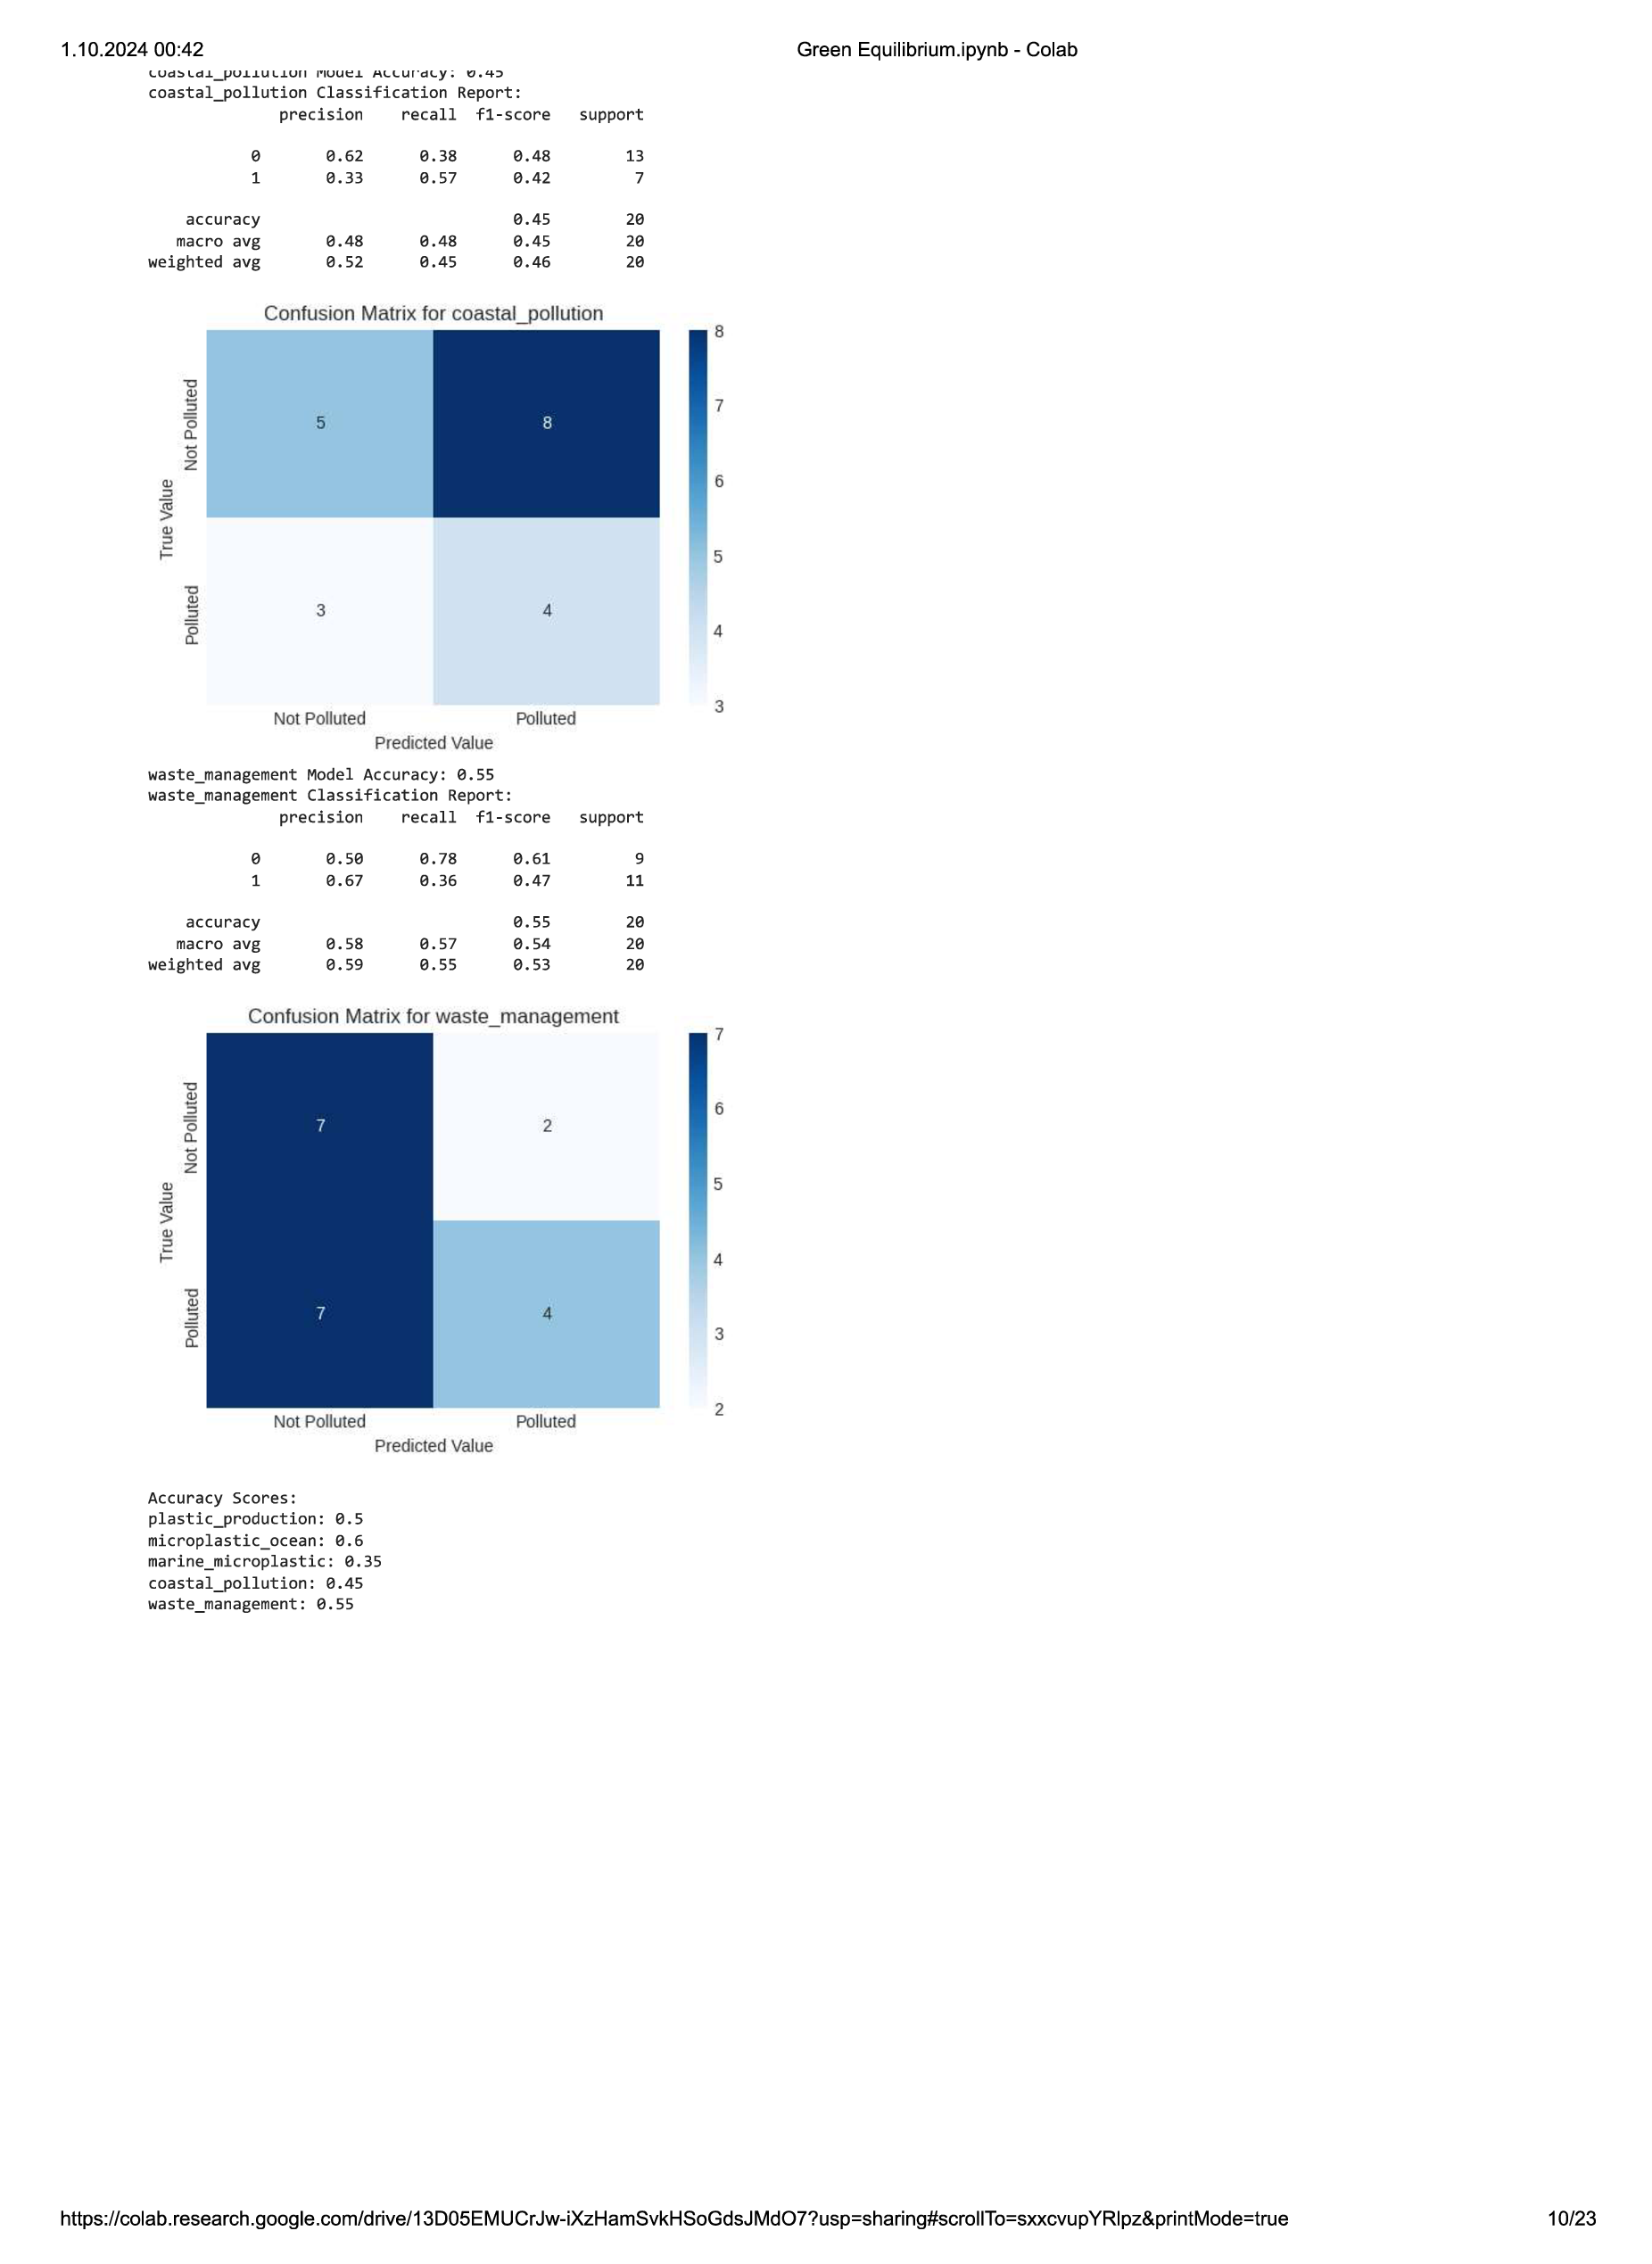 1.10.2024 00:42 Green Equilibrium.ipynb - Colab
coastal_pollution Model Accuracy: 0.45
coastal_pollution Classification Report:
precision recall f1-score support
0 0.62 0.38 0.48 13
1 0.33 0.57 0.42 7
accuracy 0.45 20
macro avg 0.48 0.48 0.45 20
weighted avg 0.52 0.45 0.46 20
Confusion Matrix for coastal_pollution
8
Not Polluted
5 8
7
6
True Value
5
Polluted
3 4
4
3
Not Polluted Polluted
Predicted Value
waste_management Model Accuracy: 0.55
waste_management Classification Report:
precision recall f1-score support
0 0.50 0.78 0.61 9
1 0.67 0.36 0.47 11
accuracy 0.55 20
macro avg 0.58 0.57 0.54 20
weighted avg 0.59 0.55 0.53 20
Confusion Matrix for waste_management
7
Not Polluted
7 2
6
5
True Value
4
Polluted
7 4
3
2
Not Polluted Polluted
Predicted Value
Accuracy Scores:
plastic_production: 0.5
microplastic_ocean: 0.6
marine_microplastic: 0.35
coastal_pollution: 0.45
waste_management: 0.55
https://colab.research.google.com/drive/13D05EMUCrJw-iXzHamSvkHSoGdsJMdO7?usp=sharing#scrollTo=sxxcvupYRlpz&printMode=true 10/23